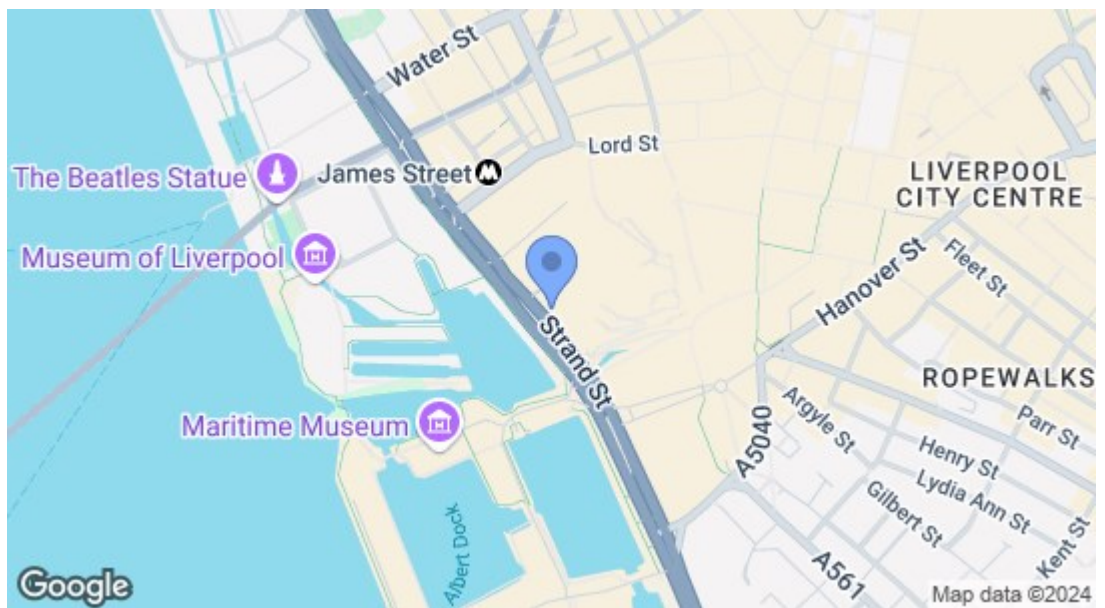 Water St
Lord St
James Street
The Beatles Statue
LIVERPOOL
CITY CENTRE
Museum of Liverpool
Fleet St
Hanover St
Strand St
ROPEWALKS
Maritime Museum
Argyle St
Parr St
A5040
Henry St
Lydia Ann St
Gilbert St
Kent St
Albert Dock
A561
Google
Map data ©2024